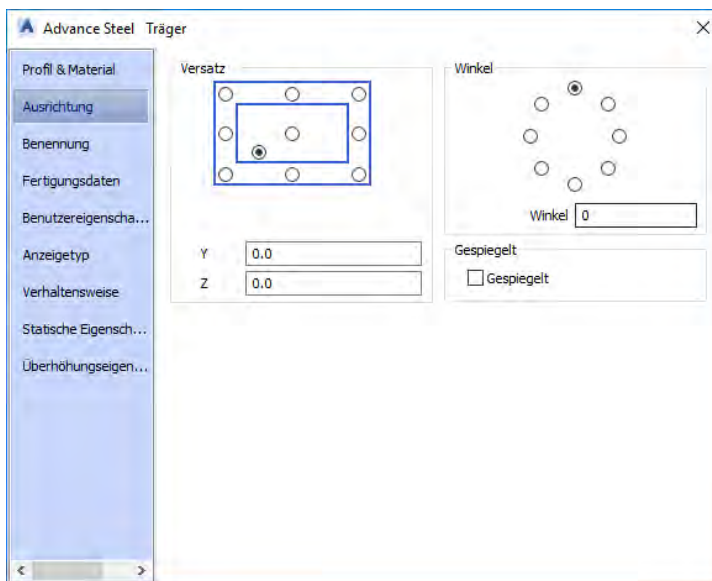 Advance Steel Träger
Profil & Material
Ausrichtung
Benennung
Fertigungsdaten
Benutzereigenscha...
Anzeigetyp
Verhaltensweise
Statische Eigensch...
Überhöhungseigen...
Versatz
Y 0.0
Z 0.0
Winkel
Winkel 0
Gespiegelt
Gespiegelt